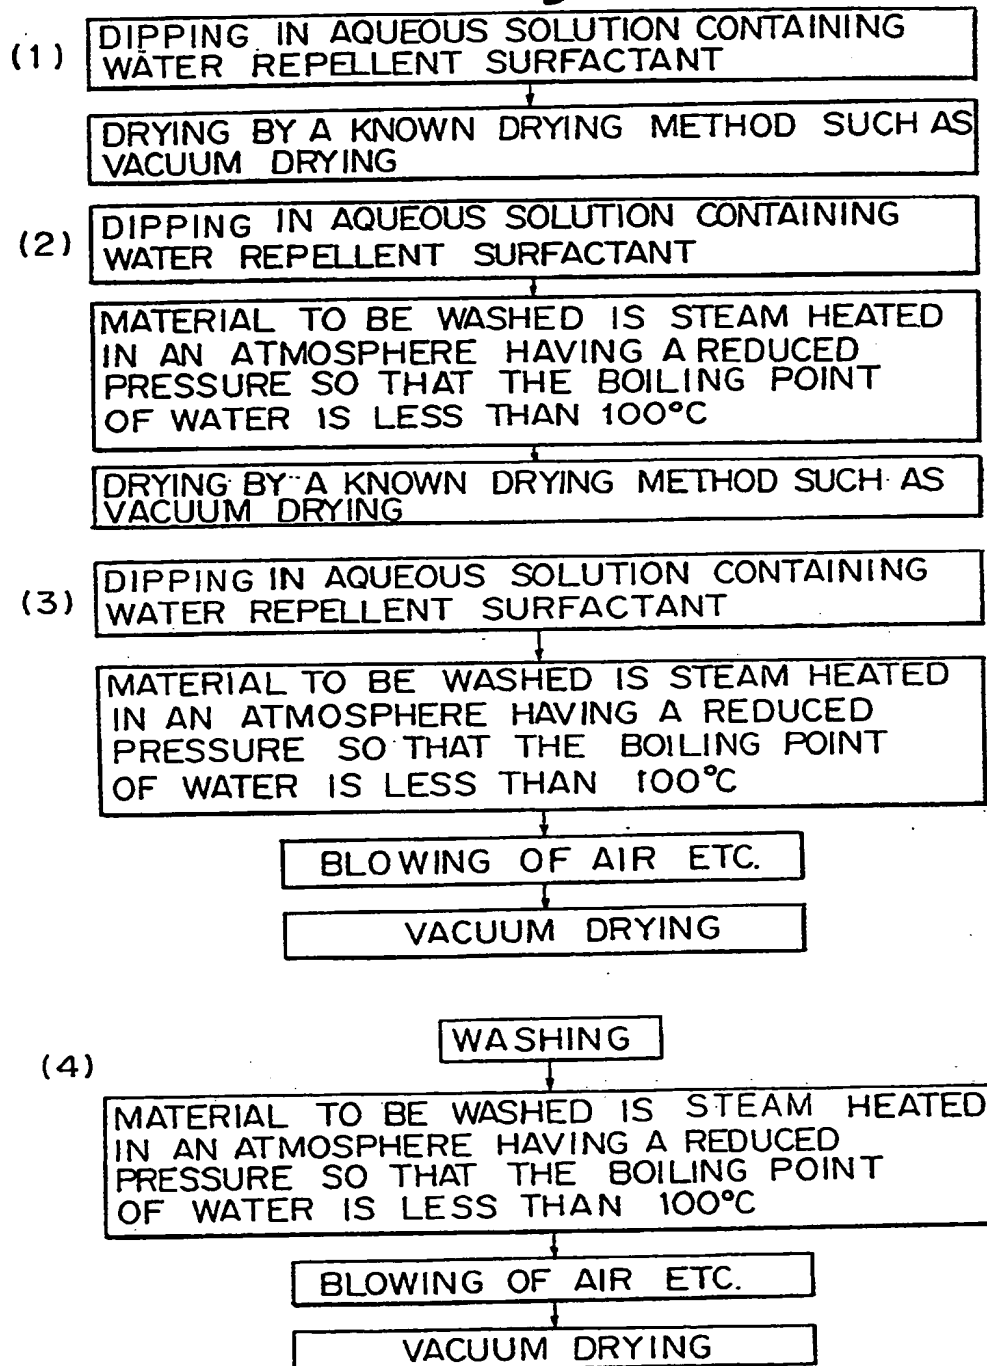 (1) DIPPING IN AQUEOUS SOLUTION CONTAINING
WATER REPELLENT SURFACTANT
DRYING BY A KNOWN DRYING METHOD SUCH AS
VACUUM DRYING
(2) DIPPING IN AQUEOUS SOLUTION CONTAINING
WATER REPELLENT SURFACTANT
MATERIAL TO BE WASHED IS STEAM HEATED
IN AN ATMOSPHERE HAVING A REDUCED
PRESSURE SO THAT THE BOILING POINT
OF WATER IS LESS THAN 100°C
DRYING BY A KNOWN DRYING METHOD SUCH AS
VACUUM DRYING
(3) DIPPING IN AQUEOUS SOLUTION CONTAINING
WATER REPELLENT SURFACTANT
MATERIAL TO BE WASHED IS STEAM HEATED
IN AN ATMOSPHERE HAVING A REDUCED
PRESSURE SO THAT THE BOILING POINT
OF WATER IS LESS THAN 100°C
BLOWING OF AIR ETC.
VACUUM DRYING
(4) WASHING
MATERIAL TO BE WASHED IS STEAM HEATED
IN AN ATMOSPHERE HAVING A REDUCED
PRESSURE SO THAT THE BOILING POINT
OF WATER IS LESS THAN 100°C
BLOWING OF AIR ETC.
VACUUM DRYING